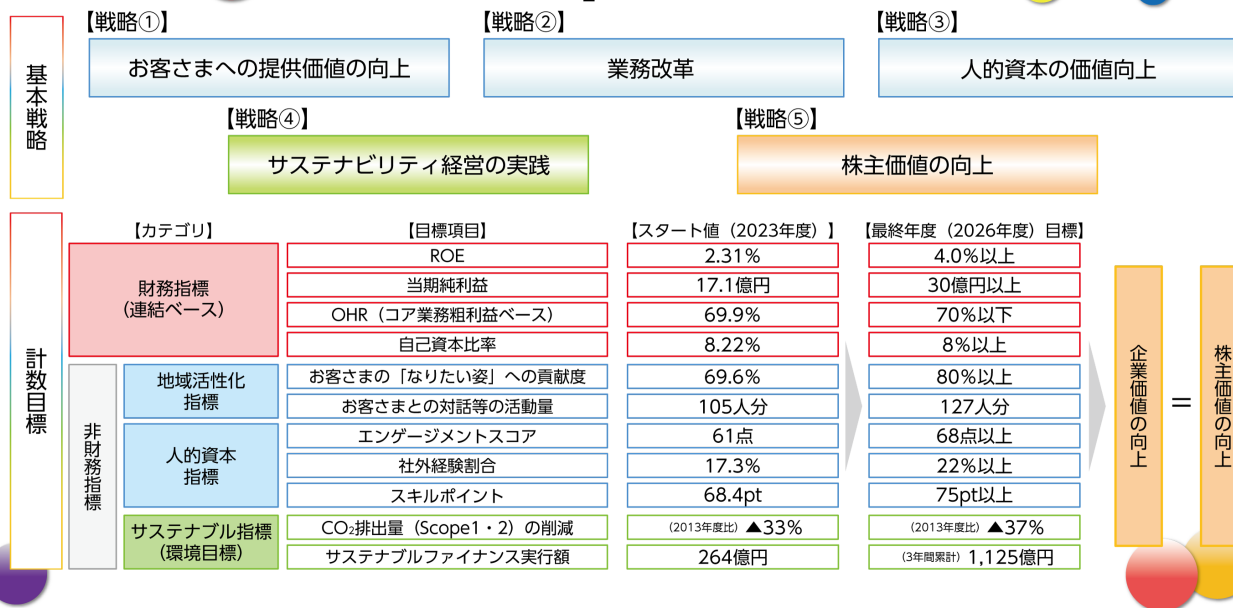 【戦略①】
お客さまへの提供価値の向上
【戦略②】
業務改革
【戦略③】
人的資本の価値向上
【戦略④】
サステナビリティ経営の実践
【戦略⑤】
株主価値の向上
基本戦略
計数目標
【カテゴリ】 【目標項目】 【スタート値（2023年度）】 【最終年度（2026年度）目標】
財務指標
（連結ベース）
ROE 2.31% 4.0%以上
当期純利益 17.1億円 30億円以上
OHR（コア業務粗利益ベース） 69.9% 70%以下
自己資本比率 8.22% 8%以上
非財務指標
地域活性化
指標
お客さまの「なりたい姿」への貢献度 69.6% 80%以上
お客さまとの対話等の活動量 105人分 127人分
人的資本
指標
エンゲージメントスコア 61点 68点以上
社外経験割合 17.3% 22%以上
スキルポイント 68.4pt 75pt以上
サステナブル指標
（環境目標）
CO₂排出量（Scope1・2）の削減 （2013年度比）▲33% （2013年度比）▲37%
サステナブルファイナンス実行額 264億円 （3年間累計）1,125億円
企業価値の向上
＝
株主価値の向上